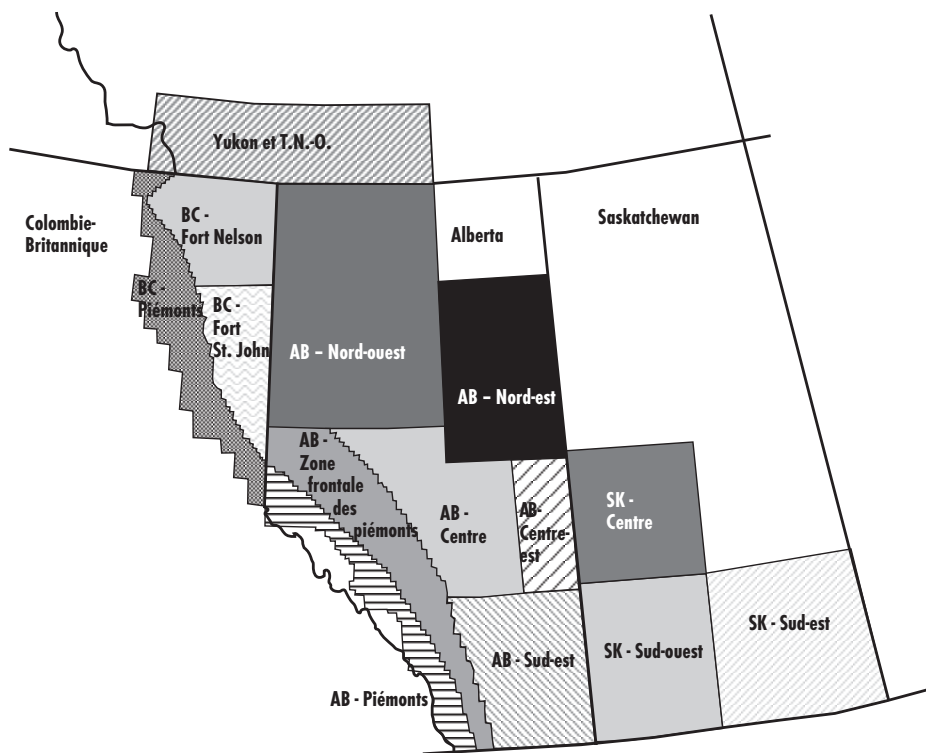 Yukon et T.N.-O.
Colombie-
Britannique
BC -
Fort Nelson
Alberta
Saskatchewan
BC -
Piémonts
BC -
Fort
St. John
AB – Nord-ouest
AB – Nord-est
AB -
Zone
frontale
des
piémonts
AB -
Centre
AB-
Centre-
est
SK -
Centre
AB - Sud-est
SK - Sud-ouest
SK - Sud-est
AB - Piémonts